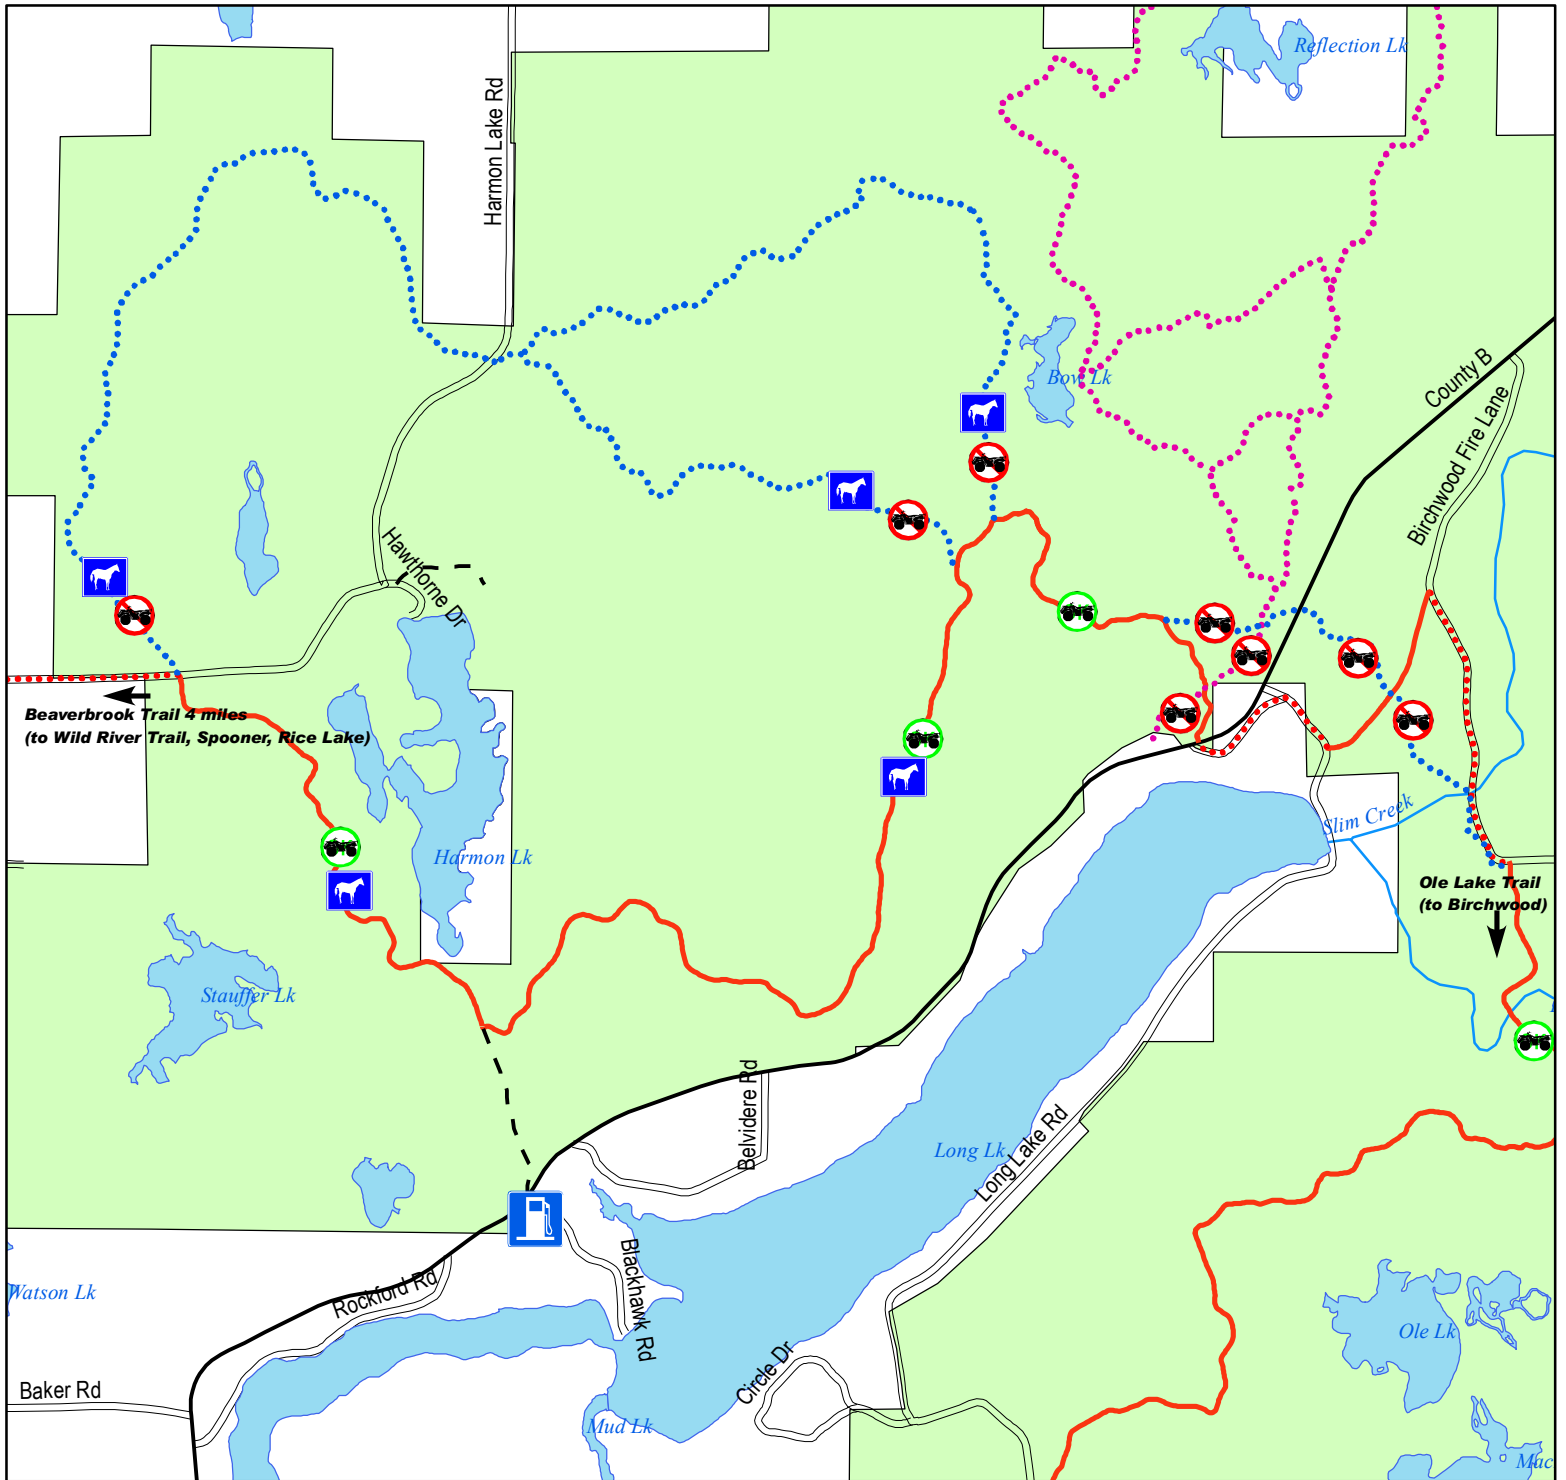 Reflection Lk
Harmon Lake Rd
County B
Bow Lk
Birchwood Fire Lane
Hawthorne Dr
Beaverbrook Trail 4 miles
(to Wild River Trail, Spooner, Rice Lake)
Slim Creek
Harmon Lk
Ole Lake Trail
(to Birchwood)
Stauffer Lk
Belvidere Rd
Long Lk
Long Lake Rd
Watson Lk
Rockford Rd
Blackhawk Rd
Ole Lk
Circle Dr
Baker Rd
Mud Lk
Mac